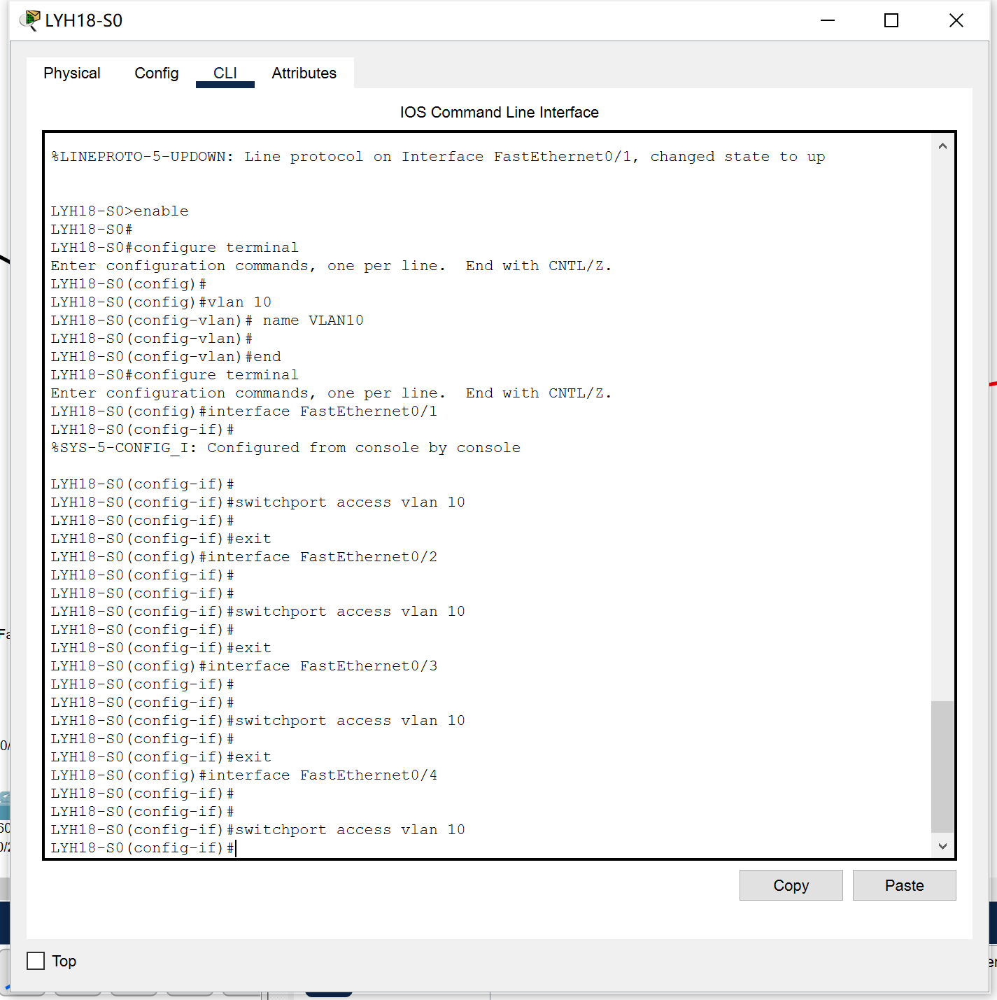 LYH18-S0
Physical Config CLI Attributes
IOS Command Line Interface
%LINEPROTO-5-UPDOWN: Line protocol on Interface FastEthernet0/1, changed state to up
LYH18-S0>enable
LYH18-S0#
LYH18-S0#configure terminal
Enter configuration commands, one per line.  End with CNTL/Z.
LYH18-S0(config)#
LYH18-S0(config)#vlan 10
LYH18-S0(config-vlan)# name VLAN10
LYH18-S0(config-vlan)#
LYH18-S0(config-vlan)#end
LYH18-S0#configure terminal
Enter configuration commands, one per line.  End with CNTL/Z.
LYH18-S0(config)#interface FastEthernet0/1
LYH18-S0(config-if)#
%SYS-5-CONFIG_I: Configured from console by console
LYH18-S0(config-if)#
LYH18-S0(config-if)#switchport access vlan 10
LYH18-S0(config-if)#
LYH18-S0(config-if)#exit
LYH18-S0(config)#interface FastEthernet0/2
LYH18-S0(config-if)#
LYH18-S0(config-if)#
LYH18-S0(config-if)#switchport access vlan 10
LYH18-S0(config-if)#
LYH18-S0(config-if)#exit
LYH18-S0(config)#interface FastEthernet0/3
LYH18-S0(config-if)#
LYH18-S0(config-if)#
LYH18-S0(config-if)#switchport access vlan 10
LYH18-S0(config-if)#
LYH18-S0(config-if)#exit
LYH18-S0(config)#interface FastEthernet0/4
LYH18-S0(config-if)#
LYH18-S0(config-if)#
LYH18-S0(config-if)#switchport access vlan 10
LYH18-S0(config-if)#
Copy Paste
Top